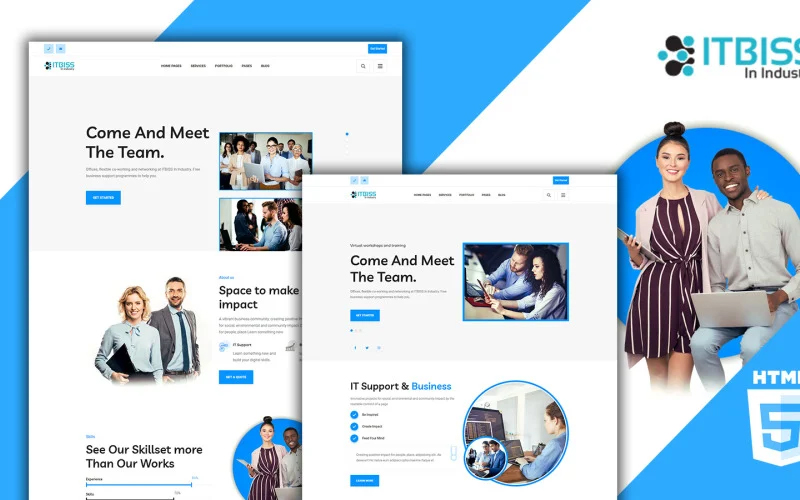 Get Started
ITBISS
In Industry
HOME PAGES
SERVICES
PORTFOLIO
PAGES
BLOG
Come And Meet
The Team.
Offices, flexible co-working and networking at ITBISS In Industry. Free
business support programmes to help you.
GET STARTED
About us
Space to make
impact
A vibrant business community, creating positive
for social, environmental and community impact
for people, place Learn something new.
IT Support
Learn something new and
build your digital skills
GET A QUOTE
Skills
See Our Skillset more
Than Our Works
Experience
Skills
Get Started
ITBISS
HOME PAGES
SERVICES
PORTFOLIO
PAGES
BLOG
Virtual workshops and training
Come And Meet
The Team.
Offices, flexible co-working and networking at ITBISS In Industry. Free
business support programmes to help you.
GET STARTED
IT Support & Business
Be Inspired
Create Impact
Feed Your Mind
LEARN MORE
ITBISS
In Indust
HTML
5